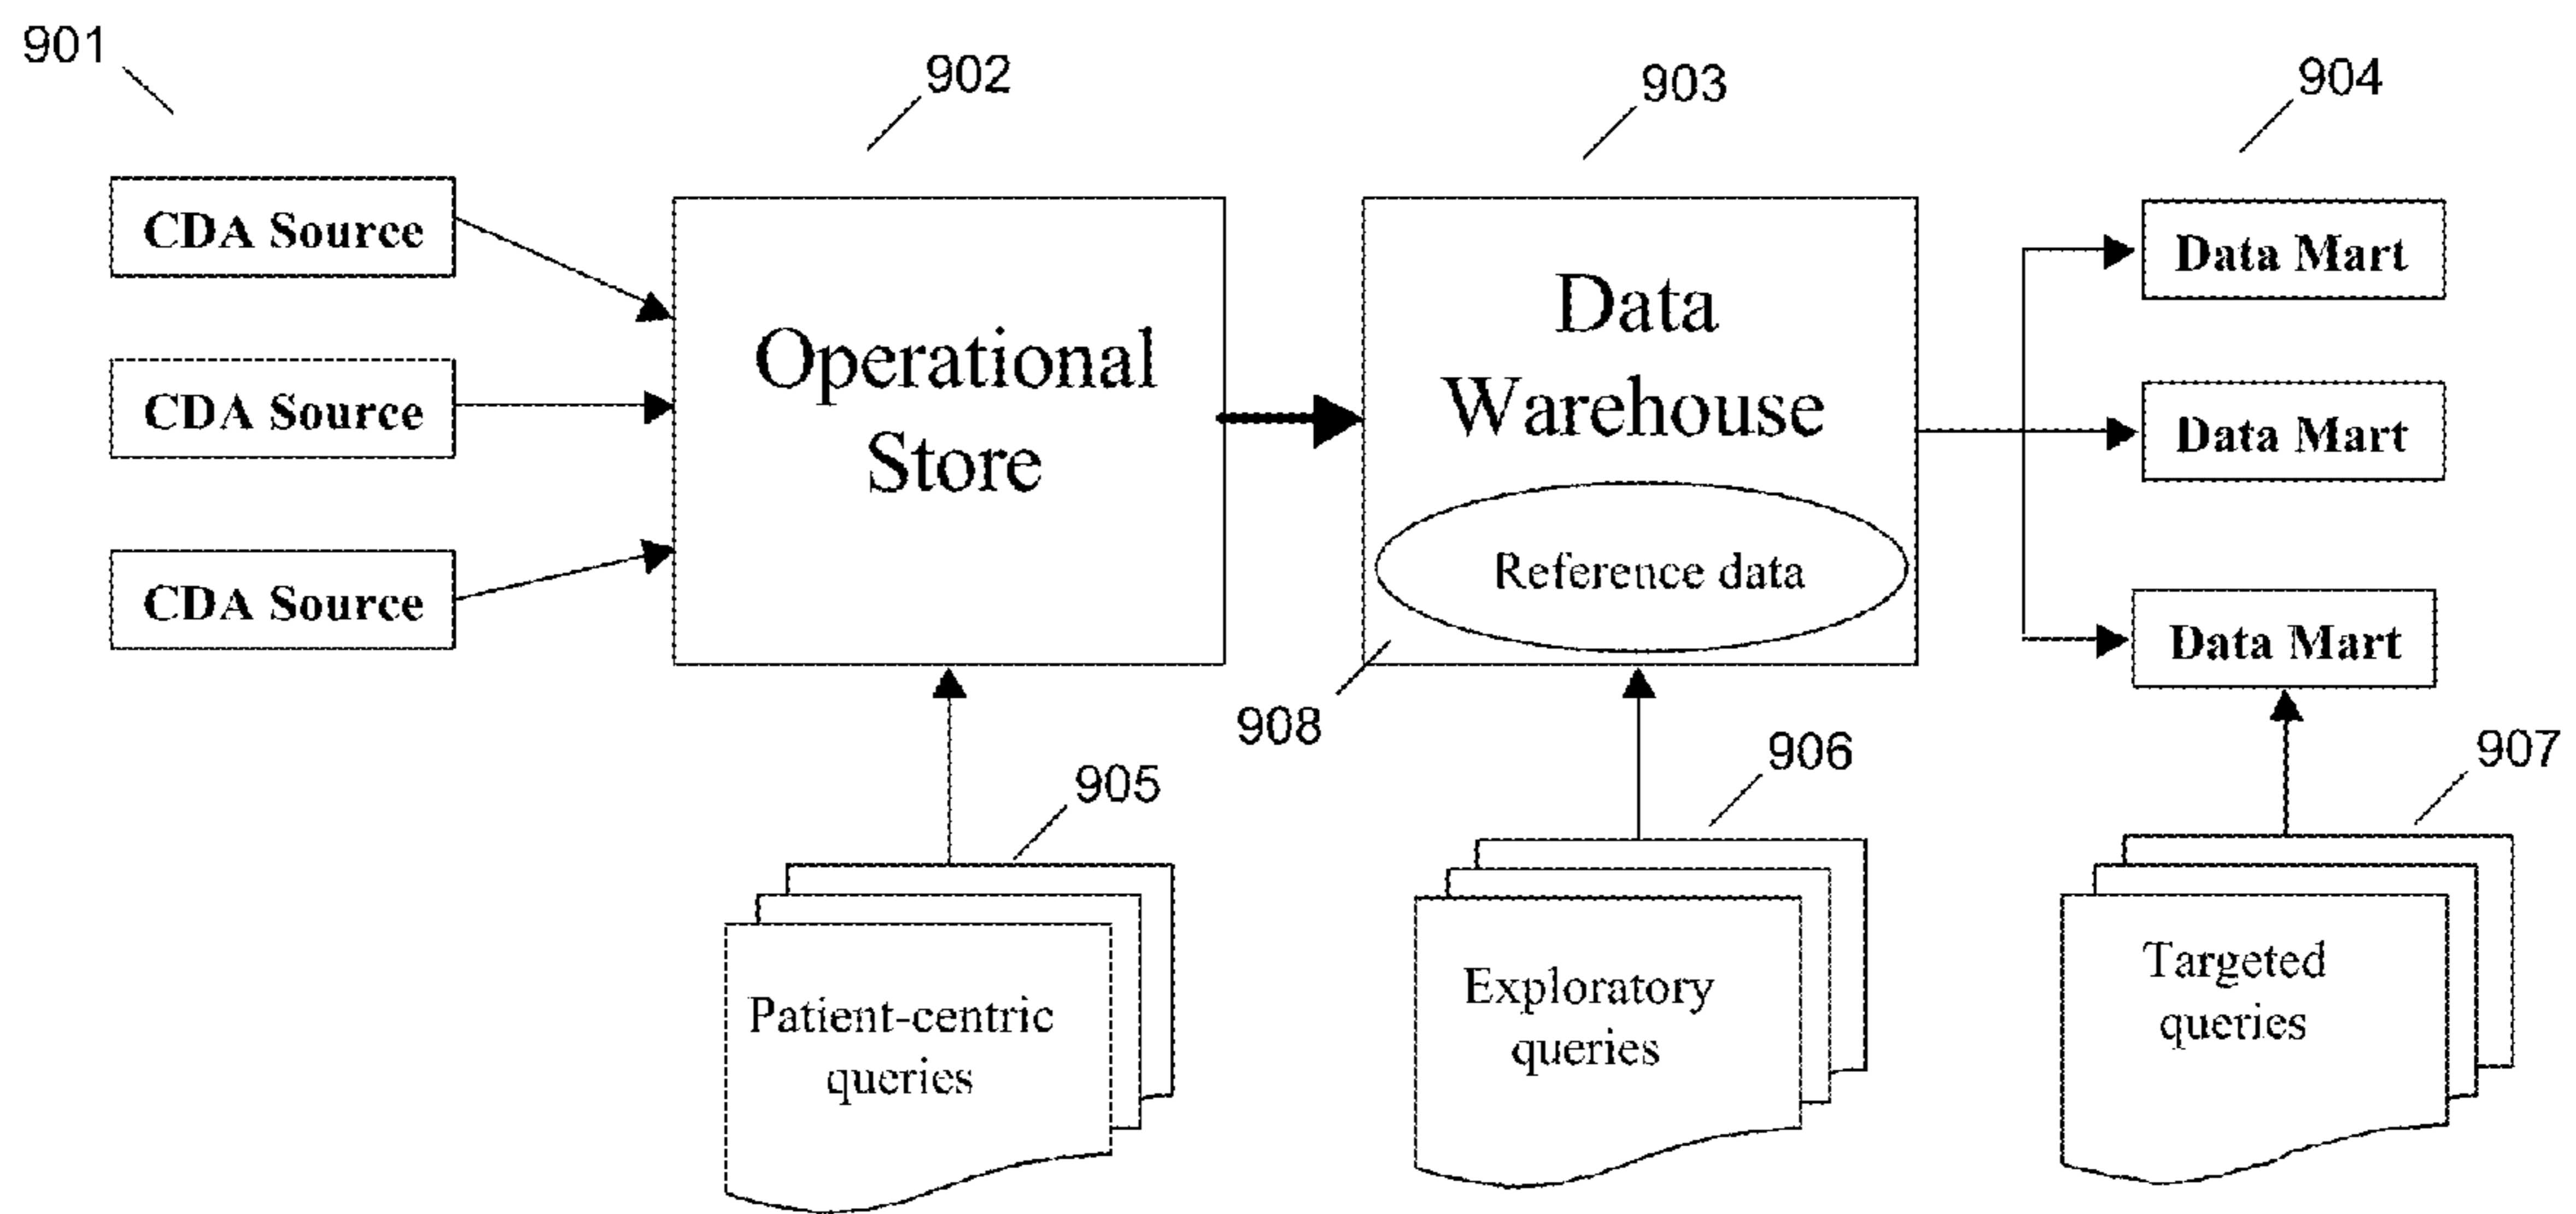 901
902
903
904
CDA Source
CDA Source
CDA Source
Operational
Store
Data
Warehouse
Reference data
Data Mart
Data Mart
Data Mart
908
905
906
907
Patient-centric
queries
Exploratory
queries
Targeted
queries